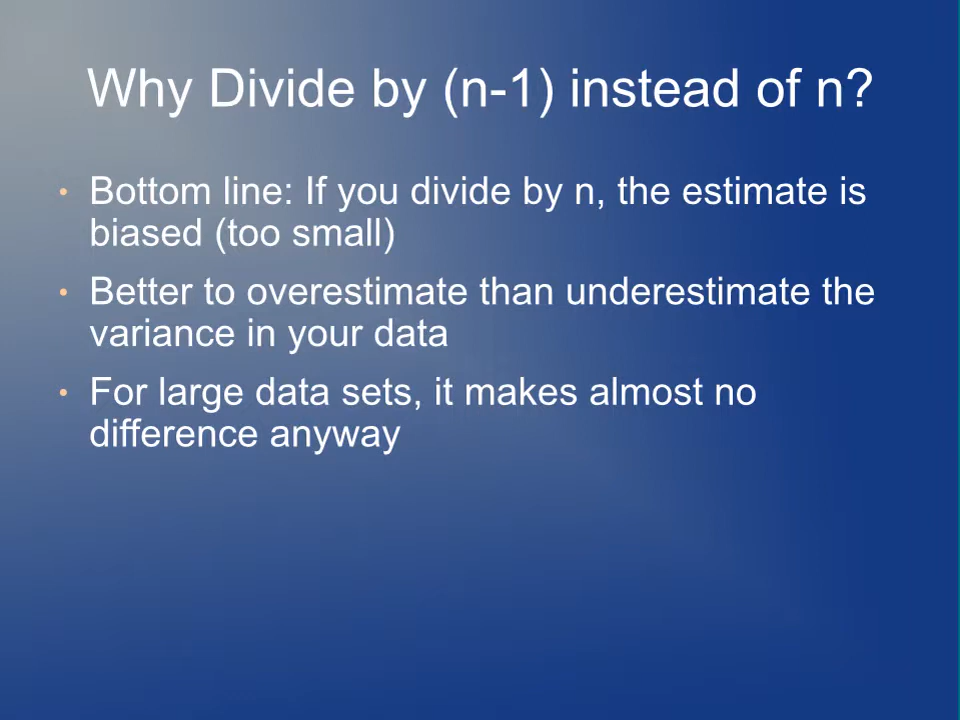 Why Divide by (n-1) instead of n?
• Bottom line: If you divide by n, the estimate is
biased (too small)
• Better to overestimate than underestimate the
variance in your data
• For large data sets, it makes almost no
difference anyway